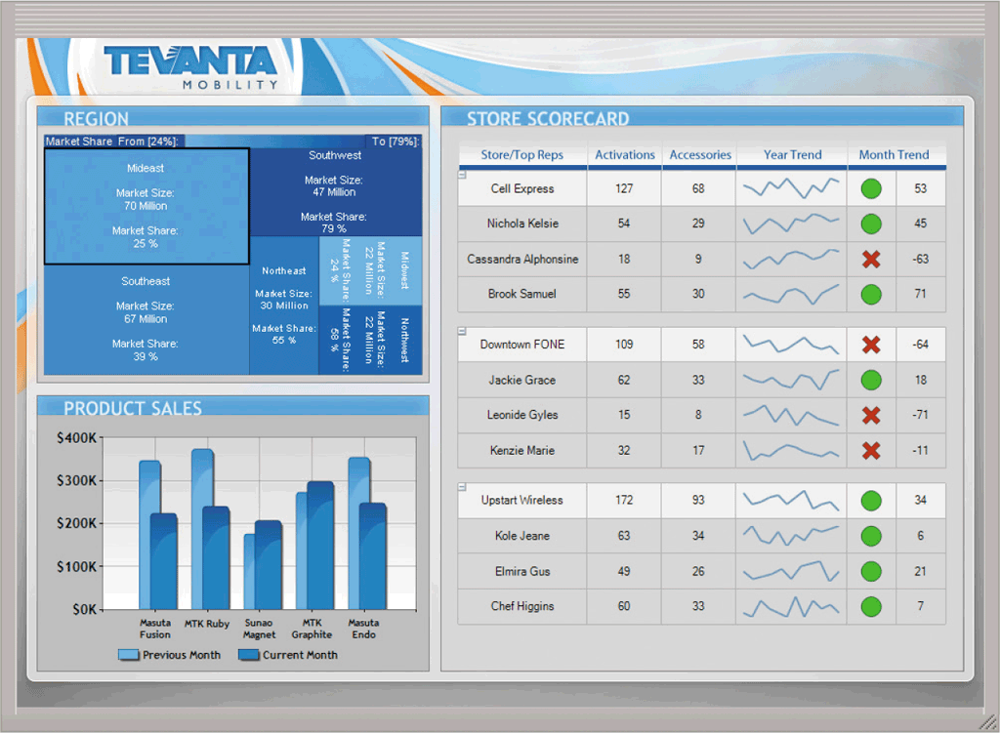 TEVANTA
MOBILITY
REGION
Market Share From [24%]: To [79%]:
Mideast
Market Size:
70 Million
Market Share:
25 %
Southwest
Market Size:
47 Million
Market Share:
79 %
Southeast
Market Size:
67 Million
Market Share:
39 %
Northeast
Market Size:
30 Million
Market Share:
55 %
Midwest
Market Size:
22 Million
Market Share:
24 %
Northwest
Market Size:
22 Million
Market Share:
58 %
PRODUCT SALES
$400K
$300K
$200K
$100K
$0K
Masuta
Fusion
MTK Ruby
Sunao
Magnet
MTK
Graphite
Masuta
Endo
Previous Month Current Month
STORE SCORECARD
Store/Top Reps Activations Accessories Year Trend Month Trend
Cell Express 127 68 53
Nichola Kelsie 54 29 45
Cassandra Alphonsine 18 9 -63
Brook Samuel 55 30 71
Downtown FONE 109 58 -64
Jackie Grace 62 33 18
Leonide Gyles 15 8 -71
Kenzie Marie 32 17 -11
Upstart Wireless 172 93 34
Kole Jeane 63 34 6
Elmira Gus 49 26 21
Chef Higgins 60 33 7